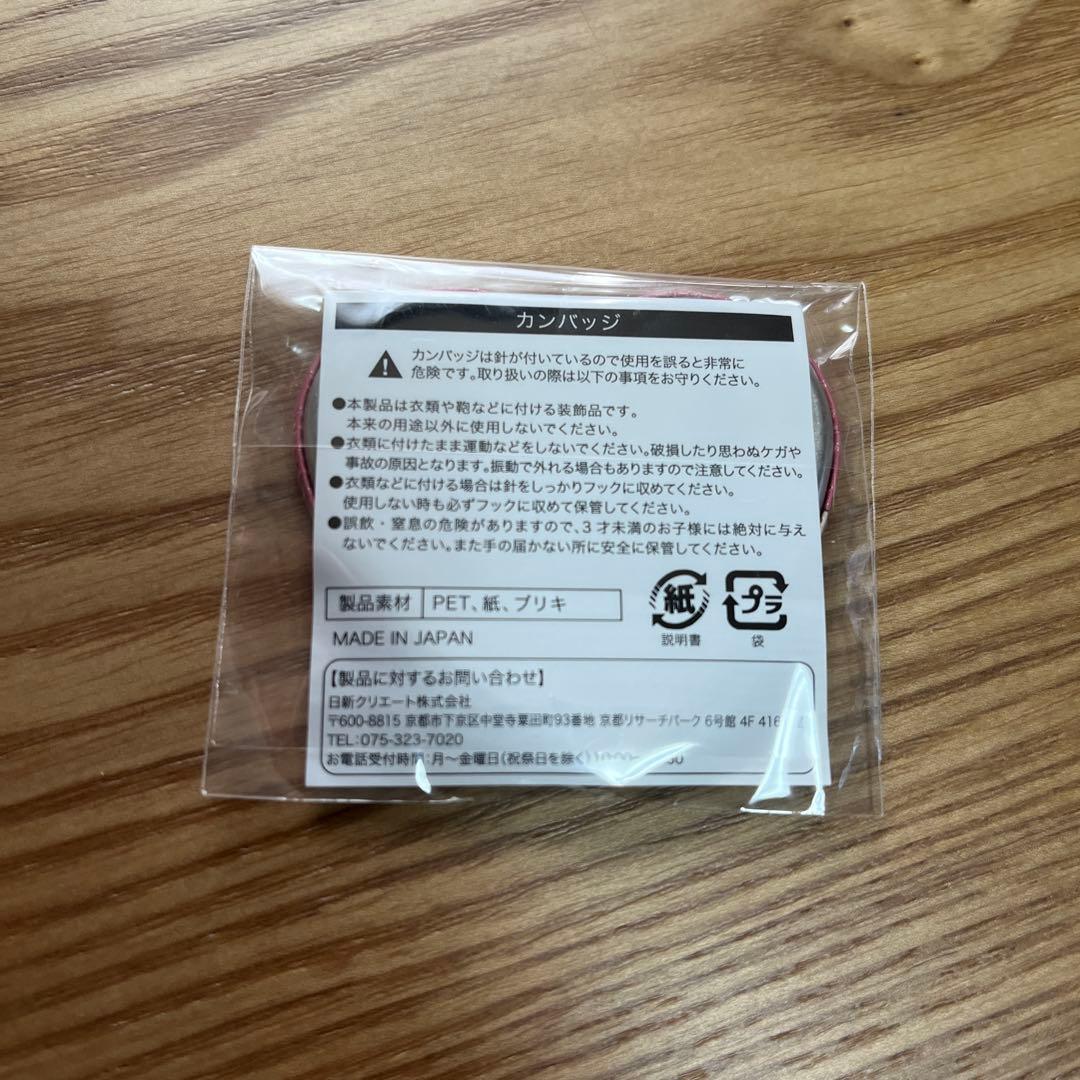 カンバッジ
カンバッジは針が付いているので使用を誤ると非常に
危険です。取り扱いの際は以下の事項をお守りください。
●本製品は衣類や鞄などに付ける装飾品です。
本来の用途以外に使用しないでください。
●衣類に付けたまま運動などをしないでください。破損したり思わぬケガや
事故の原因となります。振動で外れる場合もありますので注意してください。
●衣類などに付ける場合は針をしっかりフックに収めてください。
使用しない時も必ずフックに収めて保管してください。
●誤飲・窒息の危険がありますので、3才未満のお子様には絶対に与え
ないでください。また手の届かない所に安全に保管してください。
製品素材 PET、紙、ブリキ
紙 プラ
説明書 袋
MADE IN JAPAN
【製品に対するお問い合わせ】
日新クリエート株式会社
〒600-8815 京都市下京区中堂寺粟田町93番地 京都リサーチパーク 6号館 4F
TEL:075-323-7020
お電話受付時間:月〜金曜日(祝祭日を除く)